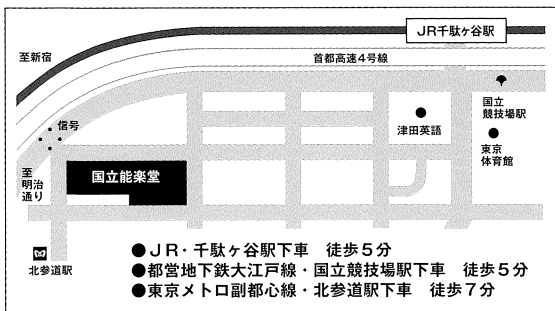 JR千駄ヶ谷駅
至新宿
首都高速4号線
国立
競技場駅
信号
津田英語
東京
体育館
至
明治
通り
国立能楽堂
北参道駅
●JR・千駄ヶ谷駅下車　徒歩5分
●都営地下鉄大江戸線・国立競技場駅下車　徒歩5分
●東京メトロ副都心線・北参道駅下車　徒歩7分